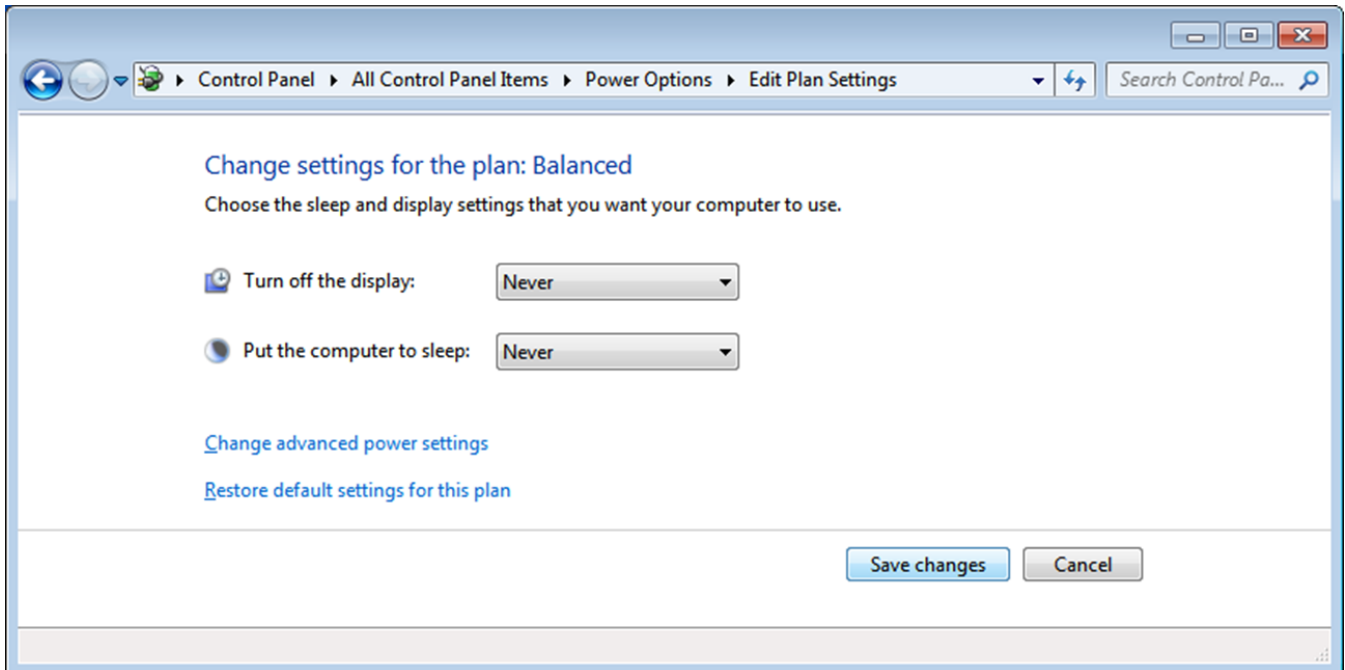 Control Panel ▸ All Control Panel Items ▸ Power Options ▸ Edit Plan Settings
Search Control Pa...
Change settings for the plan: Balanced
Choose the sleep and display settings that you want your computer to use.
Turn off the display: Never
Put the computer to sleep: Never
Change advanced power settings
Restore default settings for this plan
Save changes Cancel